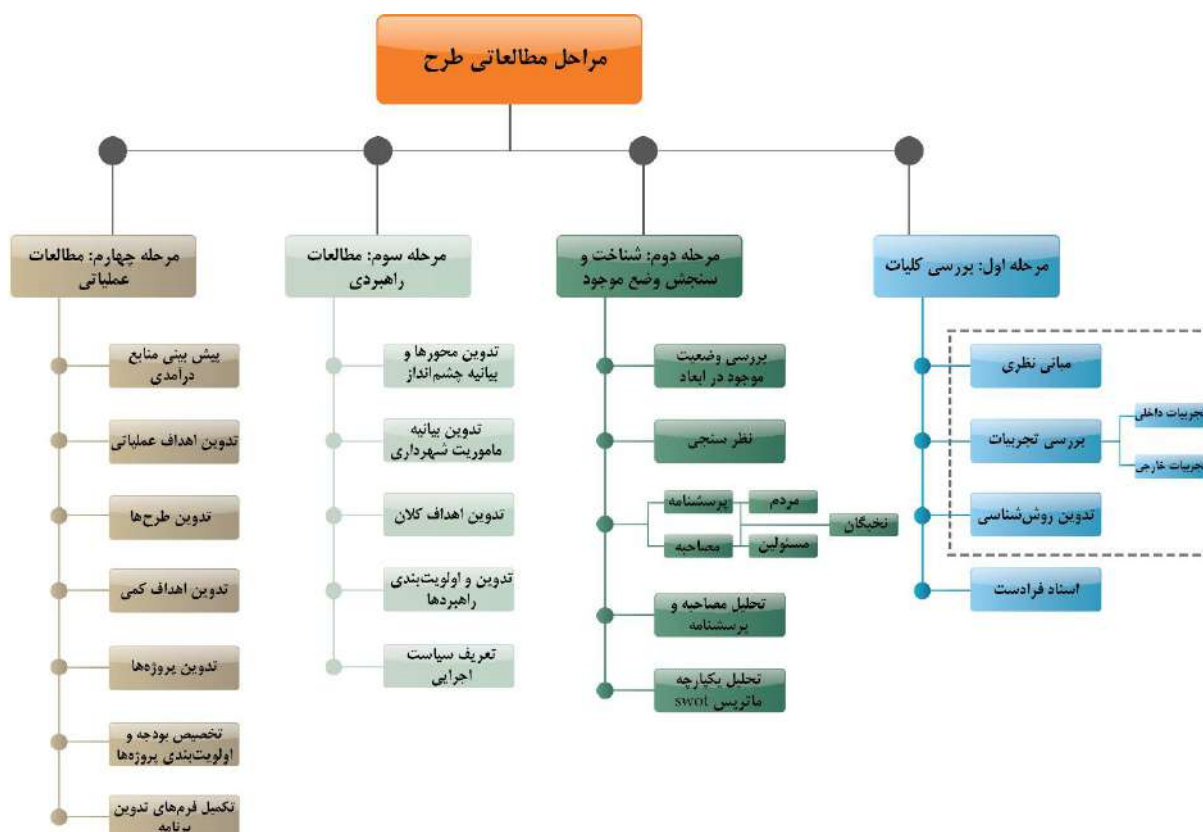 مراحل مطالعاتی طرح
مرحله اول: بررسی کلیات
مبانی نظری
بررسی تجربیات
تجربیات داخلی
تجربیات خارجی
تدوین روش‌شناسی
اسناد فرادست
مرحله دوم: شناخت و
سنجش وضع موجود
بررسی وضعیت
موجود در ابعاد
نظر سنجی
نخبگان
مردم
مسئولین
پرسشنامه
مصاحبه
تحلیل مصاحبه و
پرسشنامه
تحلیل یکپارچه
ماتریس swot
مرحله سوم: مطالعات
راهبردی
تدوین محورها و
بیانیه چشم‌انداز
تدوین بیانیه
ماموریت شهرداری
تدوین اهداف کلان
تدوین و اولویت‌بندی
راهبردها
تعریف سیاست
اجرایی
مرحله چهارم: مطالعات
عملیاتی
پیش بینی منابع
درآمدی
تدوین اهداف عملیاتی
تدوین طرح‌ها
تدوین اهداف کمی
تدوین پروژه‌ها
تخصیص بودجه و
اولویت‌بندی پروژه‌ها
تکمیل فرم‌های تدوین
برنامه